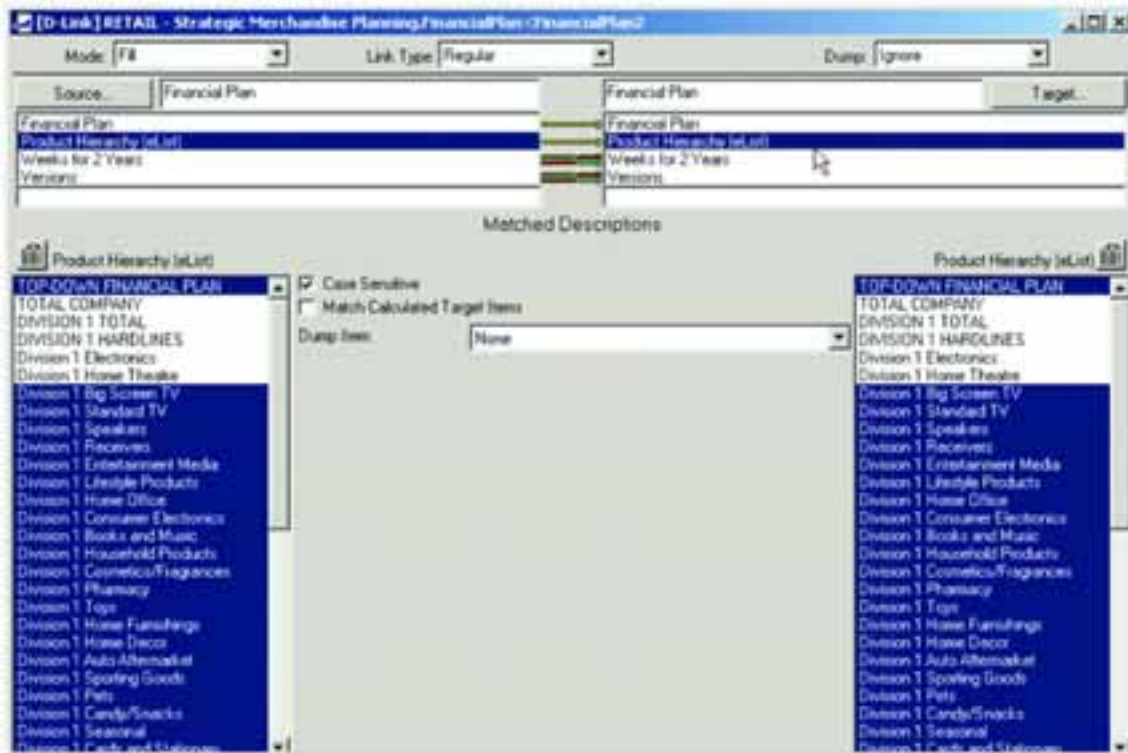 [D-Link] RETAIL - Strategic Merchandise Planning.FinancialPlan<FinancialPlan2
Mode: Fill Link Type: Regular Dump: Ignore
Source... Financial Plan Financial Plan Target...
Financial Plan Financial Plan
Product Hierarchy (eList) Product Hierarchy (eList)
Weeks for 2 Years Weeks for 2 Years
Versions Versions
Matched Descriptions
Product Hierarchy (eList) Product Hierarchy (eList)
TOP-DOWN FINANCIAL PLAN Case Sensitive TOP-DOWN FINANCIAL PLAN
TOTAL COMPANY Match Calculated Target Items TOTAL COMPANY
DIVISION 1 TOTAL DIVISION 1 TOTAL
DIVISION 1 HARDLINES Dump Item: None DIVISION 1 HARDLINES
Division 1 Electronics Division 1 Electronics
Division 1 Home Theatre Division 1 Home Theatre
Division 1 Big Screen TV Division 1 Big Screen TV
Division 1 Standard TV Division 1 Standard TV
Division 1 Speakers Division 1 Speakers
Division 1 Receivers Division 1 Receivers
Division 1 Entertainment Media Division 1 Entertainment Media
Division 1 Lifestyle Products Division 1 Lifestyle Products
Division 1 Home Office Division 1 Home Office
Division 1 Consumer Electronics Division 1 Consumer Electronics
Division 1 Books and Music Division 1 Books and Music
Division 1 Household Products Division 1 Household Products
Division 1 Cosmetics/Fragrances Division 1 Cosmetics/Fragrances
Division 1 Pharmacy Division 1 Pharmacy
Division 1 Toys Division 1 Toys
Division 1 Home Furnishings Division 1 Home Furnishings
Division 1 Home Decor Division 1 Home Decor
Division 1 Auto Aftermarket Division 1 Auto Aftermarket
Division 1 Sporting Goods Division 1 Sporting Goods
Division 1 Pets Division 1 Pets
Division 1 Candy/Snacks Division 1 Candy/Snacks
Division 1 Seasonal Division 1 Seasonal
Division 1 Cards and Stationary Division 1 Cards and Stationary